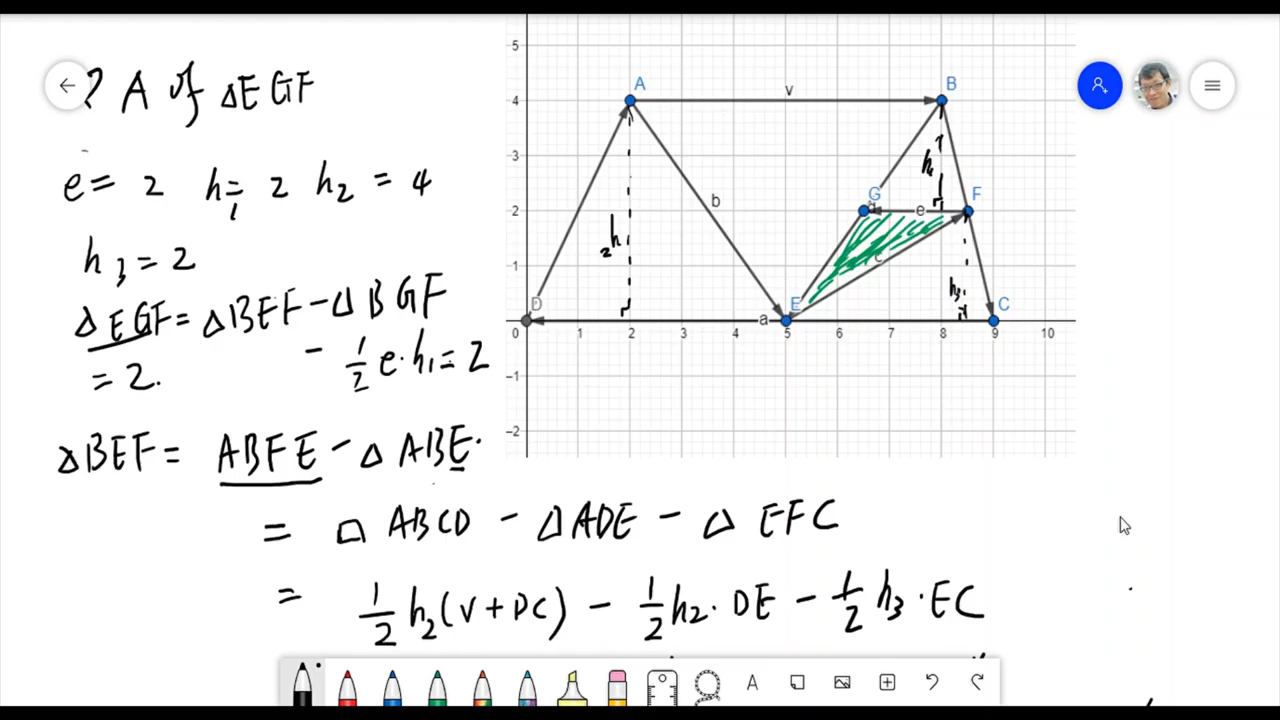 ? A of △EGF
e = 2 h₁ = 2 h₂ = 4
h₃ = 2
△EGF = △BEF - △BGF
= 2. - 1/2 e·h₁ = 2
△BEF = ABFE - △ABE.
= □ABCD - △ADE - △EFC
= 1/2 h₂(v+DC) - 1/2 h₂·DE - 1/2 h₃·EC
5
4
3
2
1
0 1 2 3 4 5 6 7 8 9 10
-1
-2
A v B
h₁
G F
e
b
h₂
c
h₃
D a E C
A